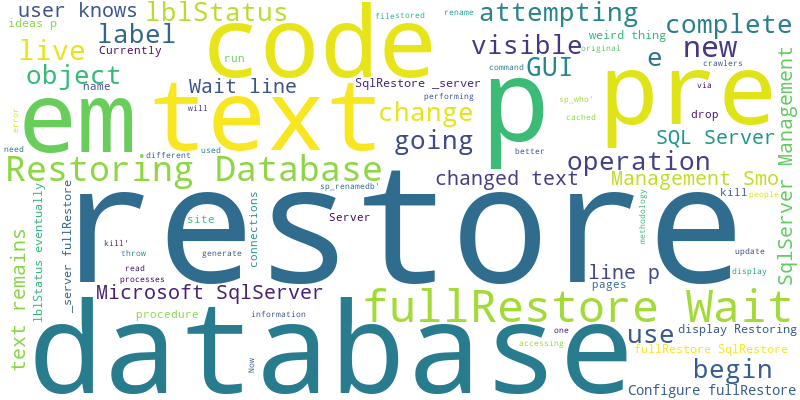 user knows
lblStatus
code
attempting
ideas p
label
filestored
rename
complete
live
Currently
visible
weird thing
new
original
object
run
GUI
e
crawlers
em
text
p
pre
name
Wait line
SqlRestore _server
command
via
will
change
performing
sp_who'
drop
error
going
cached
SQL Server
need
different
used
better
operation
Restoring Database
changed text
Management Smo
SqlServer Management
sp_renamedb'
kill
people
restore
site
Server
connections
methodology
_server fullRestore
lblStatus eventually
text remains
kill'
throw
generate
update
read
processes
line p
display
pages
Microsoft SqlServer
fullRestore Wait
procedure
information
database
one
use
display Restoring
accessing
fullRestore SqlRestore
Now
begin
Configure fullRestore